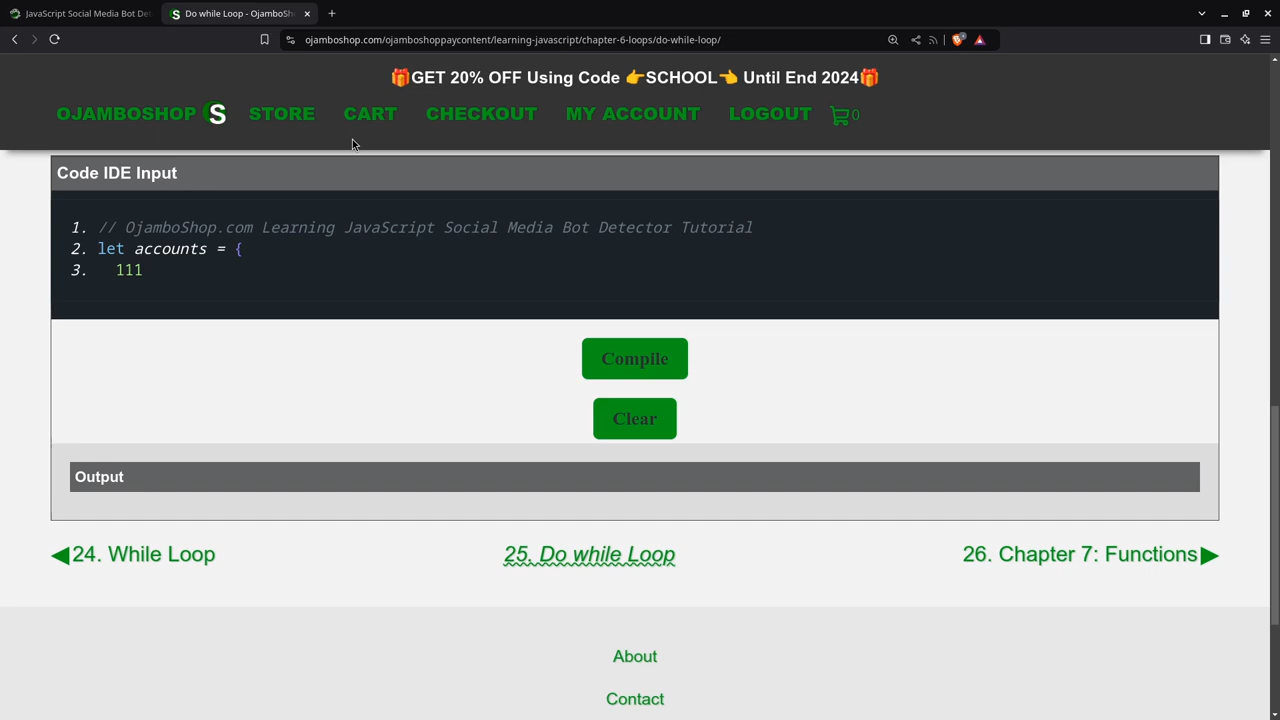 JavaScript Social Media Bot Det
Do while Loop - OjamboSh
ojamboshop.com/ojamboshoppaycontent/learning-javascript/chapter-6-loops/do-while-loop/
🎁GET 20% OFF Using Code 👉SCHOOL👈 Until End 2024🎁
OJAMBOSHOP S STORE CART CHECKOUT MY ACCOUNT LOGOUT 0
Code IDE Input
1. // OjamboShop.com Learning JavaScript Social Media Bot Detector Tutorial
2. let accounts = {
3. 111
Compile
Clear
Output
◀24. While Loop
25. Do while Loop
26. Chapter 7: Functions▶
About
Contact